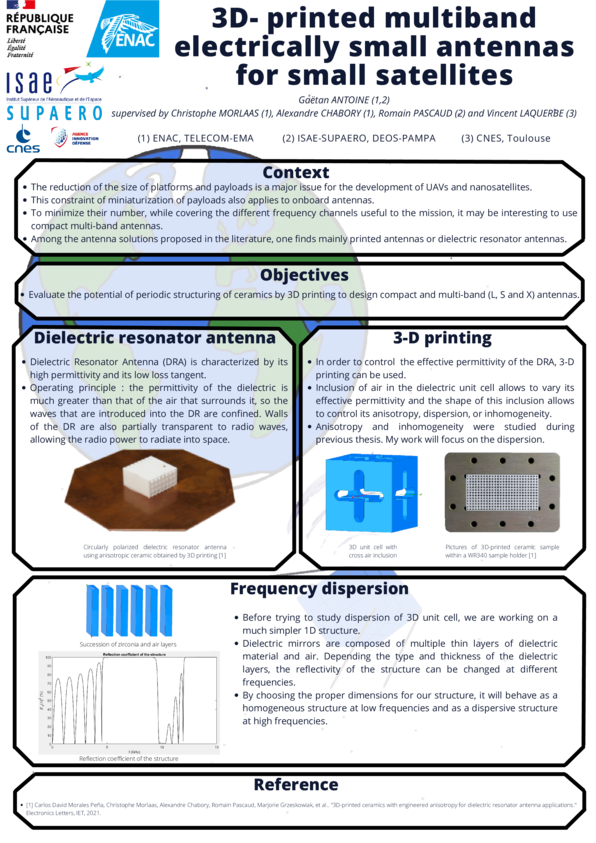 RÉPUBLIQUE
FRANÇAISE
Liberté
Égalité
Fraternité
ENAC
isae
Institut Supérieur de l'Aéronautique et de l'Espace
SUPAERO
cnes
AGENCE
INNOVATION
DÉFENSE
3D- printed multiband
electrically small antennas
for small satellites
Gaëtan ANTOINE (1,2)
supervised by Christophe MORLAAS (1), Alexandre CHABORY (1), Romain PASCAUD (2) and Vincent LAQUERBE (3)
(1) ENAC, TELECOM-EMA (2) ISAE-SUPAERO, DEOS-PAMPA (3) CNES, Toulouse
Context
• The reduction of the size of platforms and payloads is a major issue for the development of UAVs and nanosatellites.
• This constraint of miniaturization of payloads also applies to onboard antennas.
• To minimize their number, while covering the different frequency channels useful to the mission, it may be interesting to use
compact multi-band antennas.
• Among the antenna solutions proposed in the literature, one finds mainly printed antennas or dielectric resonator antennas.
Objectives
• Evaluate the potential of periodic structuring of ceramics by 3D printing to design compact and multi-band (L, S and X) antennas.
Dielectric resonator antenna
• Dielectric Resonator Antenna (DRA) is characterized by its
high permittivity and its low loss tangent.
• Operating principle : the permittivity of the dielectric is
much greater than that of the air that surrounds it, so the
waves that are introduced into the DR are confined. Walls
of the DR are also partially transparent to radio waves,
allowing the radio power to radiate into space.
Circularly polarized dielectric resonator antenna
using anisotropic ceramic obtained by 3D printing [1]
3-D printing
• In order to control the effective permittivity of the DRA, 3-D
printing can be used.
• Inclusion of air in the dielectric unit cell allows to vary its
effective permittivity and the shape of this inclusion allows
to control its anisotropy, dispersion, or inhomogeneity.
• Anisotropy and inhomogeneity were studied during
previous thesis. My work will focus on the dispersion.
3D unit cell with
cross air inclusion
Pictures of 3D-printed ceramic sample
within a WR340 sample holder [1]
Frequency dispersion
Succession of zirconia and air layers
Reflection coefficient of the structure
100
90
80
70
60
50
40
30
20
10
0
0 5 10 15
Reflection coefficient of the structure
• Before trying to study dispersion of 3D unit cell, we are working on a
much simpler 1D structure.
• Dielectric mirrors are composed of multiple thin layers of dielectric
material and air. Depending the type and thickness of the dielectric
layers, the reflectivity of the structure can be changed at different
frequencies.
• By choosing the proper dimensions for our structure, it will behave as a
homogeneous structure at low frequencies and as a dispersive structure
at high frequencies.
Reference
• [1] Carlos David Morales Peña, Christophe Morlaas, Alexandre Chabory, Romain Pascaud, Marjorie Grzeskowiak, et al.. "3D-printed ceramics with engineered anisotropy for dielectric resonator antenna applications."
Electronics Letters, IET, 2021.